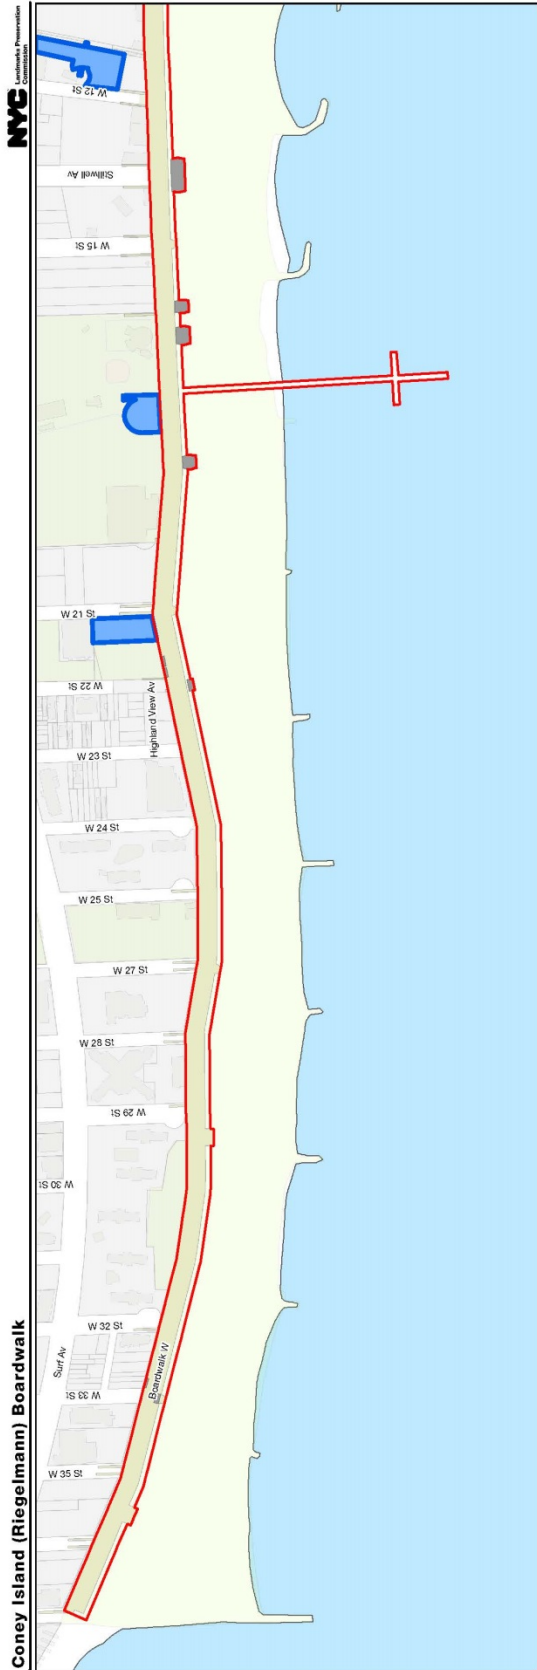 Coney Island (Riegelmann) Boardwalk
NYC
Landmarks Preservation
Commission
W 12 St
Stillwell Av
W 15 St
W 21 St
W 22 St
Highland View Av
W 23 St
W 24 St
W 25 St
W 27 St
W 28 St
W 29 St
W 30 St
W 32 St
Surf Av
Boardwalk W
W 33 St
W 35 St